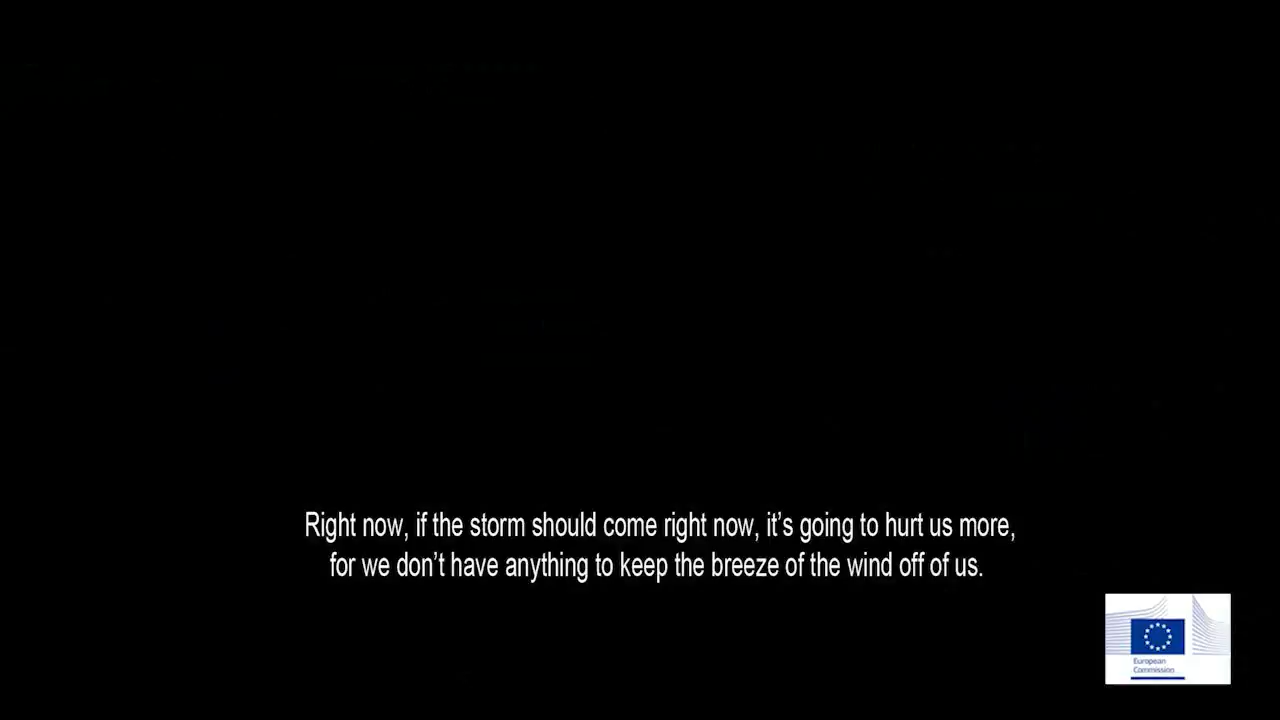 Right now, if the storm should come right now, it’s going to hurt us more,
for we don’t have anything to keep the breeze of the wind off of us.
European
Commission